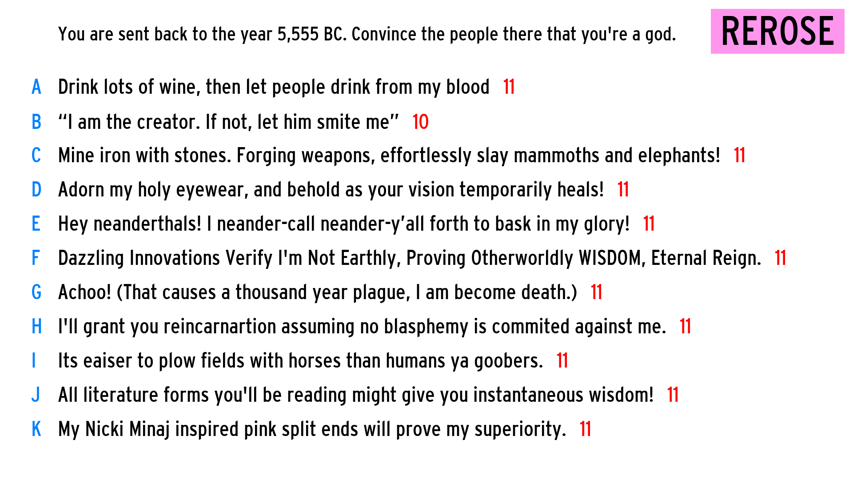 You are sent back to the year 5,555 BC. Convince the people there that you're a god.
REROSE
A Drink lots of wine, then let people drink from my blood 11
B “I am the creator. If not, let him smite me” 10
C Mine iron with stones. Forging weapons, effortlessly slay mammoths and elephants! 11
D Adorn my holy eyewear, and behold as your vision temporarily heals! 11
E Hey neanderthals! I neander-call neander-y’all forth to bask in my glory! 11
F Dazzling Innovations Verify I'm Not Earthly, Proving Otherworldly WISDOM, Eternal Reign. 11
G Achoo! (That causes a thousand year plague, I am become death.) 11
H I'll grant you reincarnartion assuming no blasphemy is commited against me. 11
I Its eaiser to plow fields with horses than humans ya goobers. 11
J All literature forms you'll be reading might give you instantaneous wisdom! 11
K My Nicki Minaj inspired pink split ends will prove my superiority. 11